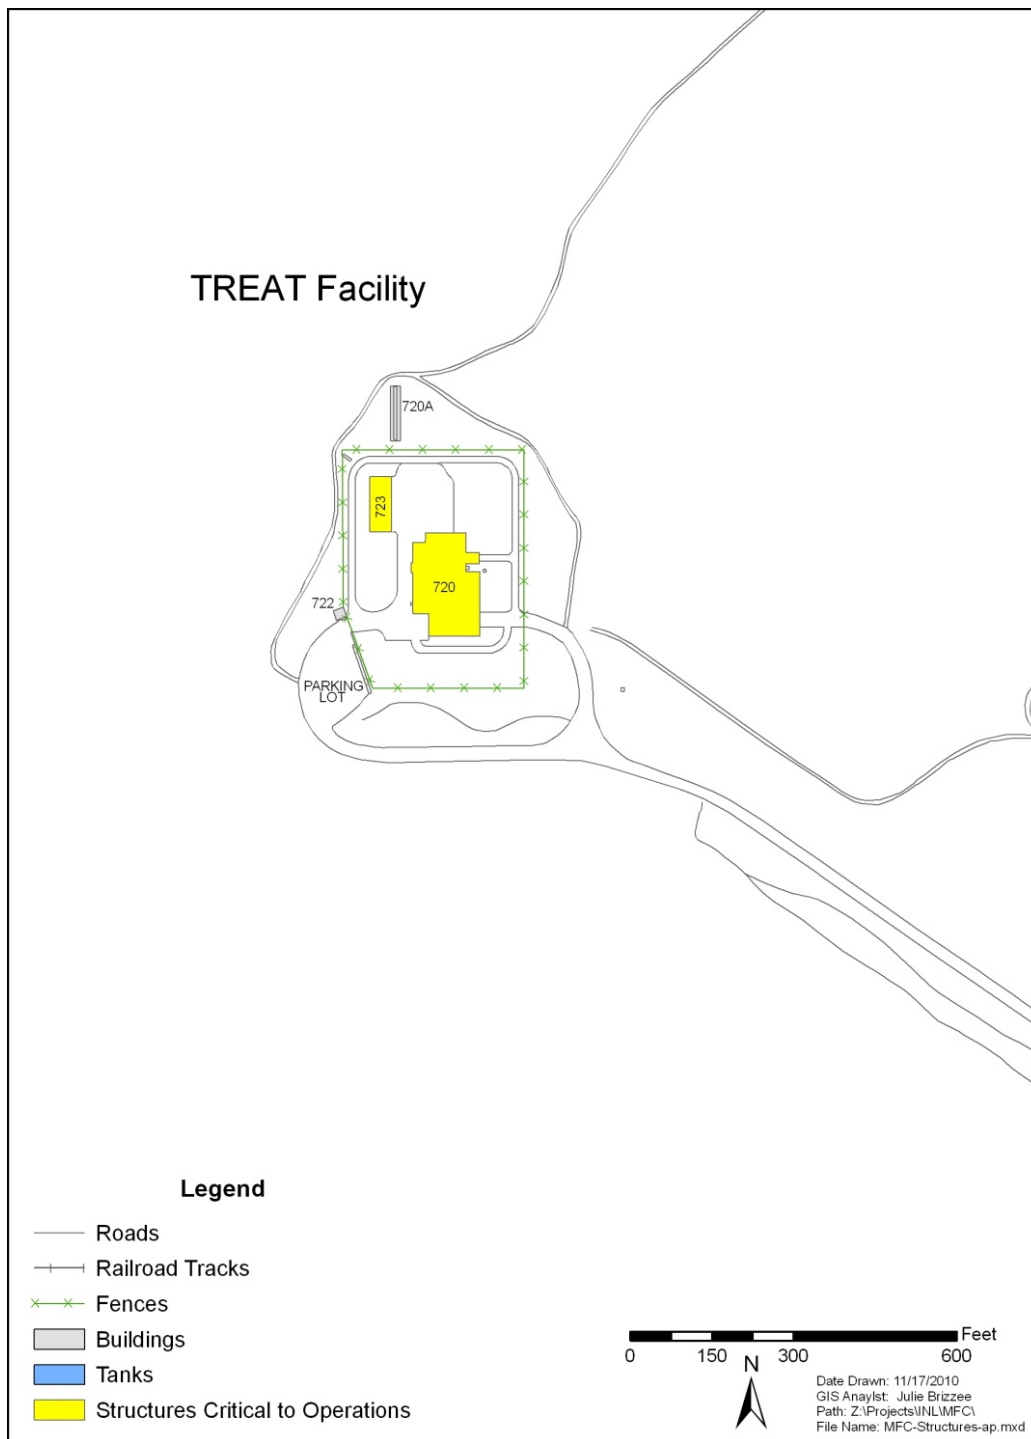 TREAT Facility
720A
723
720
722
PARKING
LOT
Legend
Roads
Railroad Tracks
Fences
Buildings
Tanks
Structures Critical to Operations
Feet
0 150 300 600
N
Date Drawn: 11/17/2010
GIS Anaylst: Julie Brizzee
Path: Z:\Projects\INL\MFC\
File Name: MFC-Structures-ap.mxd